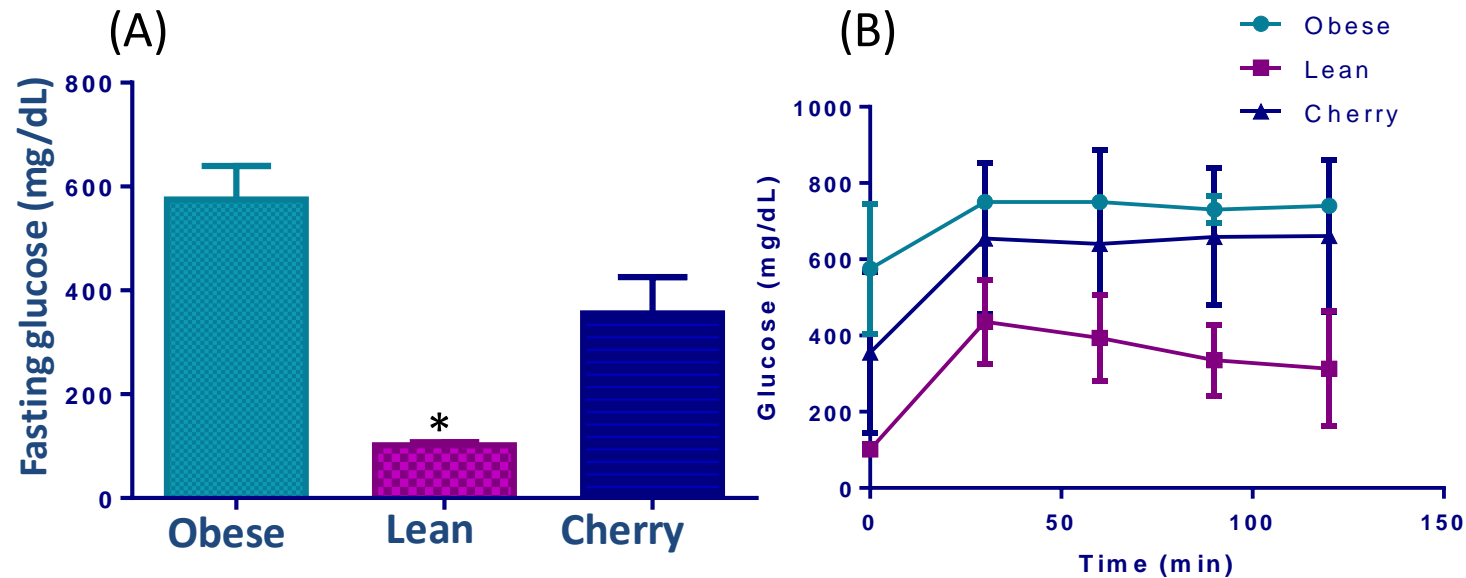 (A)
Fasting glucose (mg/dL)
800
600
400
200
0
*
Obese
Lean
Cherry
(B)
Obese
Lean
Cherry
Glucose (mg/dL)
1000
800
600
400
200
0
0
50
100
150
Time (min)